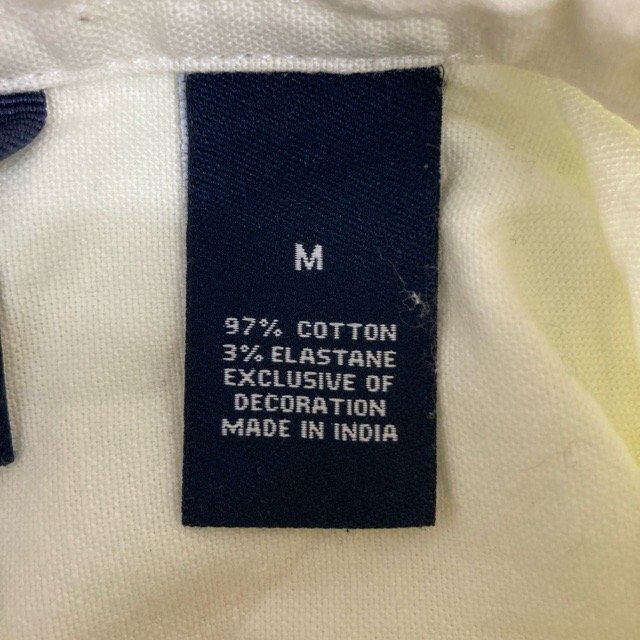 M
97% COTTON
3% ELASTANE
EXCLUSIVE OF
DECORATION
MADE IN INDIA